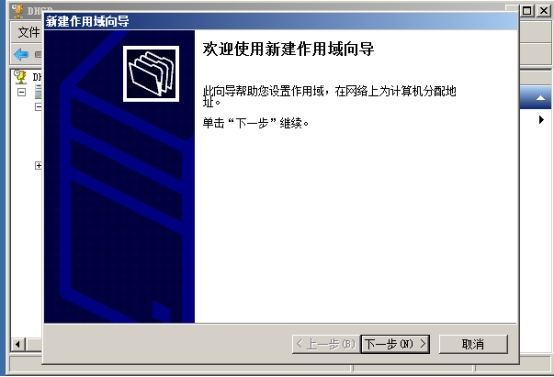 DHCP
新建作用域向导
文件
DH
欢迎使用新建作用域向导
此向导帮助您设置作用域，在网络上为计算机分配地
址。
单击“下一步”继续。
< 上一步(B)
下一步(N) >
取消